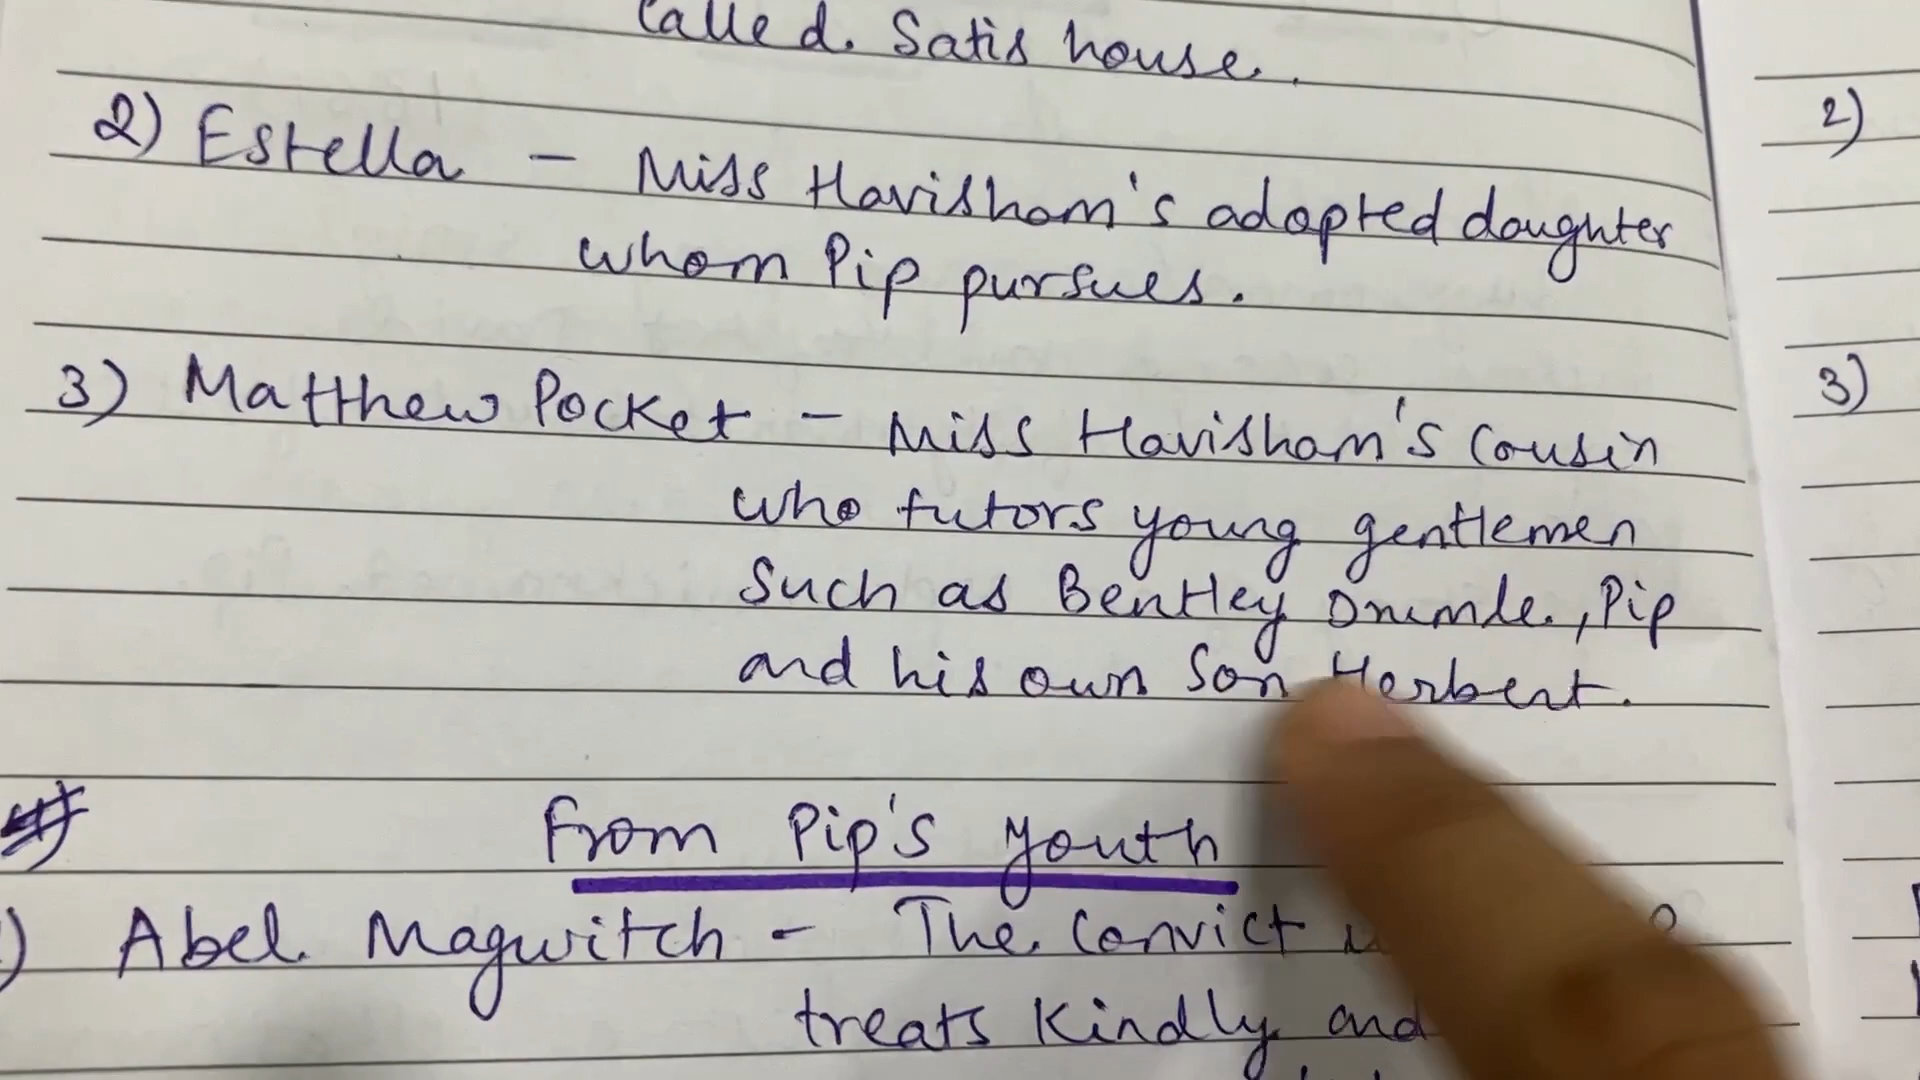 called. Satis house.
2) Estella - Miss Havisham's adopted daughter
whom Pip pursues.
3) Matthew Pocket - Miss Havisham's cousin
who tutors young gentlemen
such as Bentley Drumle, Pip
and his own son Herbert.
# From Pip's youth
) Abel Magwitch - The convict
treats kindly and
2)
3)